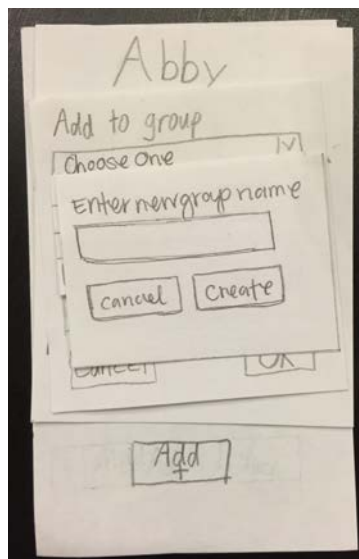 Abby
Add to group
Choose One
Enter new group name
cancel Create
Cancel OK
Add
+